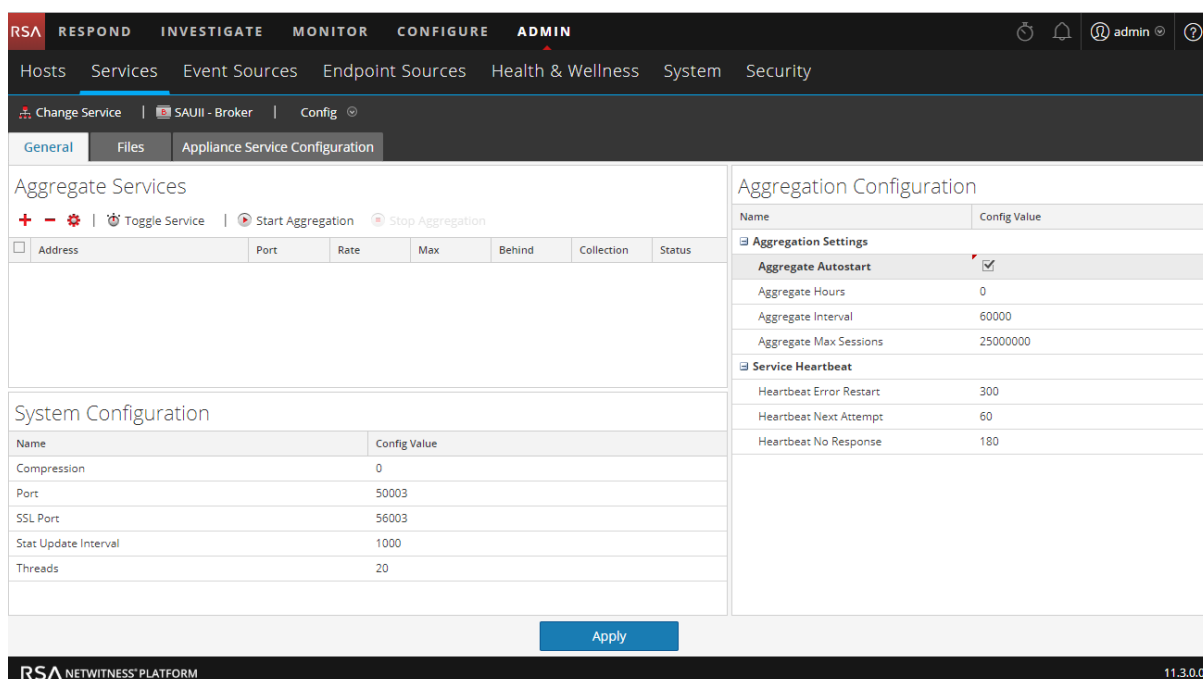 RSA RESPOND INVESTIGATE MONITOR CONFIGURE ADMIN admin ?
Hosts Services Event Sources Endpoint Sources Health & Wellness System Security
Change Service | SAUII - Broker | Config
General Files Appliance Service Configuration
Aggregate Services
Toggle Service | Start Aggregation Stop Aggregation
Address Port Rate Max Behind Collection Status
System Configuration
Name Config Value
Compression 0
Port 50003
SSL Port 56003
Stat Update Interval 1000
Threads 20
Aggregation Configuration
Name Config Value
Aggregation Settings
Aggregate Autostart
Aggregate Hours 0
Aggregate Interval 60000
Aggregate Max Sessions 25000000
Service Heartbeat
Heartbeat Error Restart 300
Heartbeat Next Attempt 60
Heartbeat No Response 180
Apply
RSA NETWITNESS® PLATFORM 11.3.0.0